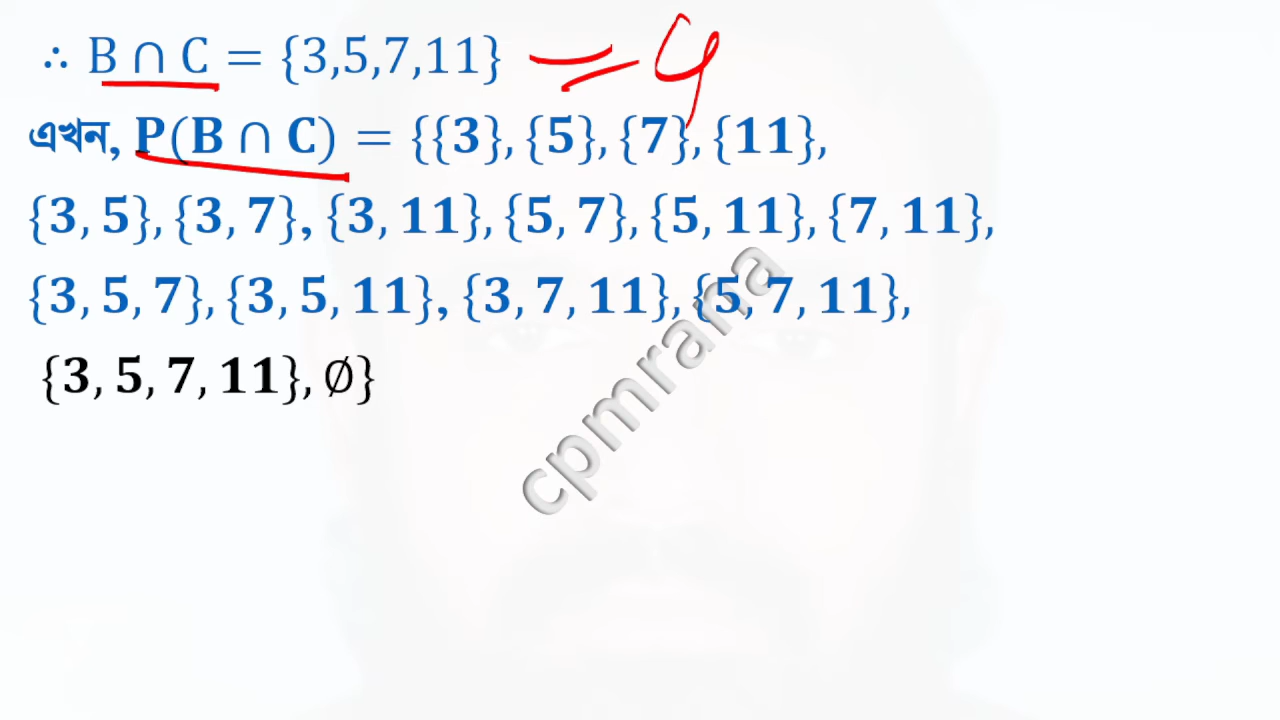 ∴ B ∩ C = {3,5,7,11} = 4
এখন, P(B ∩ C) = {{3}, {5}, {7}, {11},
{3, 5}, {3, 7}, {3, 11}, {5, 7}, {5, 11}, {7, 11},
{3, 5, 7}, {3, 5, 11}, {3, 7, 11}, {5, 7, 11},
{3, 5, 7, 11}, ∅}
cpmrana